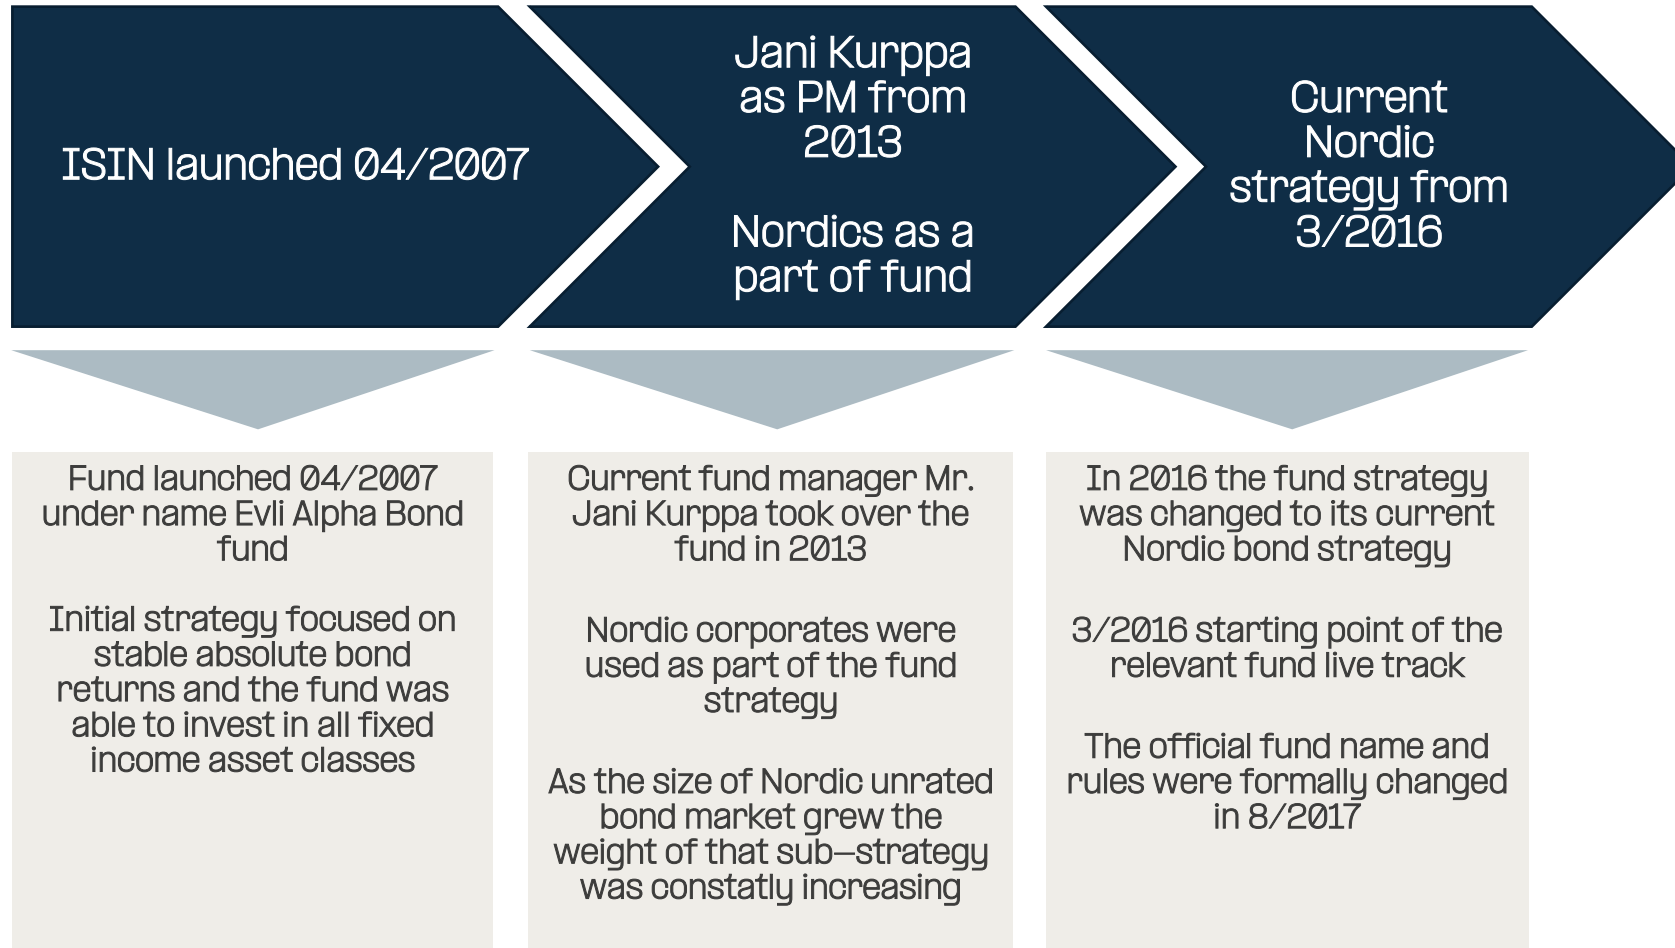 ISIN launched 04/2007
Jani Kurppa
as PM from
2013
Nordics as a
part of fund
Current
Nordic
strategy from
3/2016
Fund launched 04/2007
under name Evli Alpha Bond
fund
Initial strategy focused on
stable absolute bond
returns and the fund was
able to invest in all fixed
income asset classes
Current fund manager Mr.
Jani Kurppa took over the
fund in 2013
Nordic corporates were
used as part of the fund
strategy
As the size of Nordic unrated
bond market grew the
weight of that sub–strategy
was constatly increasing
In 2016 the fund strategy
was changed to its current
Nordic bond strategy
3/2016 starting point of the
relevant fund live track
The official fund name and
rules were formally changed
in 8/2017